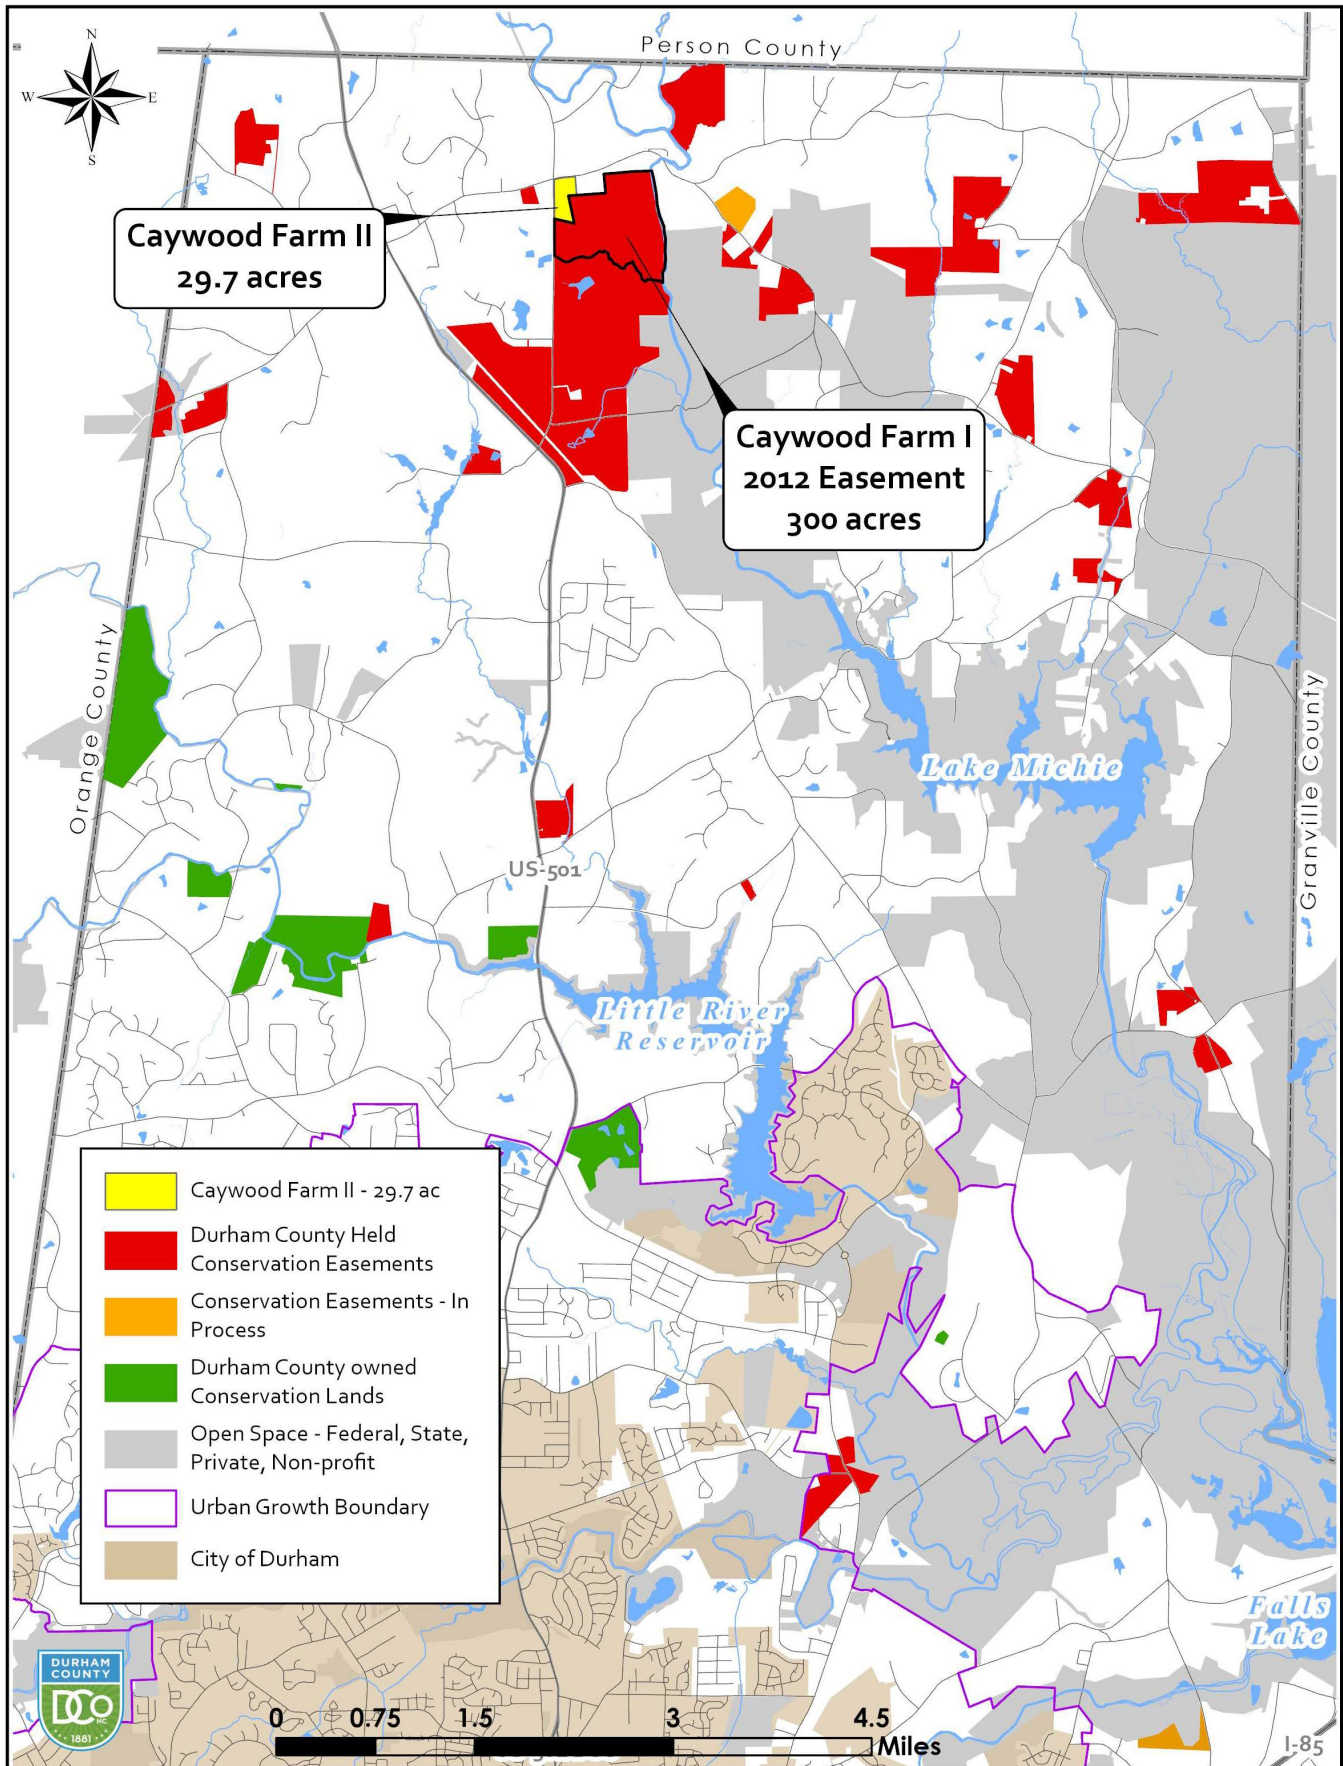 Person County
N
W
E
S
Caywood Farm II
29.7 acres
Caywood Farm I
2012 Easement
300 acres
Orange County
Granville County
Lake Michie
US-501
Little River
Reservoir
Caywood Farm II - 29.7 ac
Durham County Held
Conservation Easements
Conservation Easements - In
Process
Durham County owned
Conservation Lands
Open Space - Federal, State,
Private, Non-profit
Urban Growth Boundary
City of Durham
Falls
Lake
DURHAM
COUNTY
DCo
NC
1881
0 0.75 1.5 3 4.5
Miles
I-85